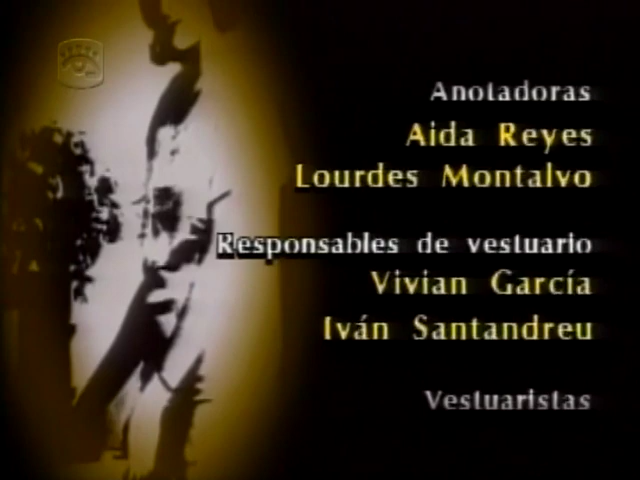 Anotadoras
Aida Reyes
Lourdes Montalvo
Responsables de vestuario
Vivian García
Iván Santandreu
Vestuaristas